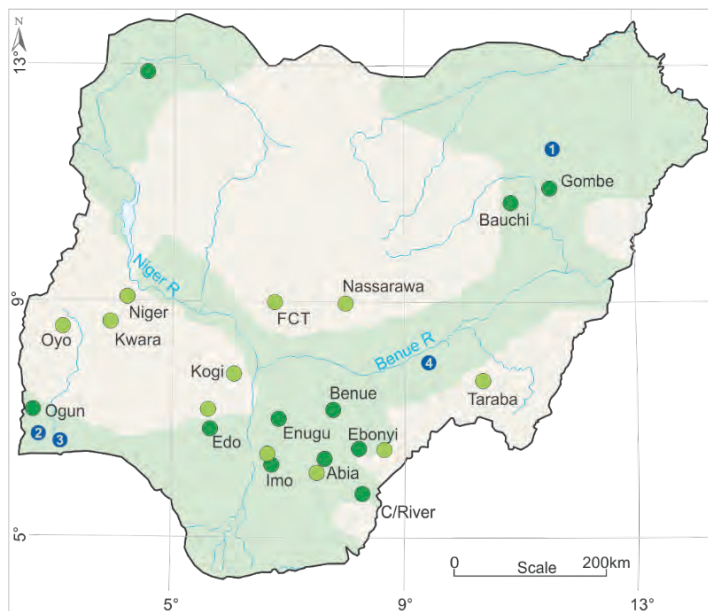 N
13°
1
Gombe
Bauchi
Niger R
9°
Nassarawa
Niger
FCT
Oyo
Kwara
Benue R
4
Kogi
Benue
Taraba
Ogun
2
3
Edo
Enugu
Ebonyi
Imo
Abia
C/River
5°
0
Scale
200km
5°
9°
13°